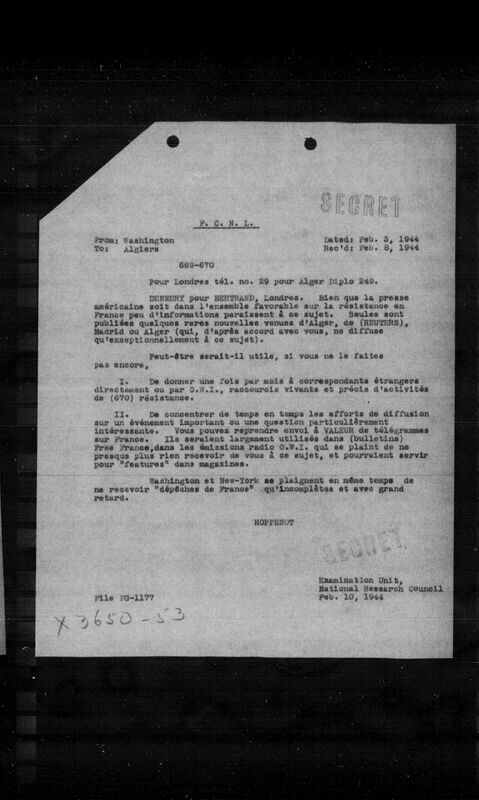 SECRET
F. C. N. L.
From: Washington Dated: Feb. 3, 1944
To: Algiers Rec'd: Feb. 8, 1944
669-670
Pour Londres tél. no. 29 pour Alger Diplo 249.
DENNERY pour BERTRAND, Londres. Bien que la presse
américaine soit dans l'ensemble favorable sur la résistance en
France peu d'informations paraissent à ce sujet. Seules sont
publiées quelques rares nouvelles venues d'Alger, de (REUTERS),
Madrid ou Alger (qui, d'après accord avec vous, ne diffuse
qu'exceptionnellement à ce sujet).
Peut-être serait-il utile, si vous ne le faites
pas encore,
I. De donner une fois par mois à correspondants étrangers
directement ou par O.W.I., raccourcis vivants et précis d'activités
de (670) résistance.
II. De concentrer de temps en temps les efforts de diffusion
sur un événement important ou une question particulièrement
intéressante. Vous pouvez reprendre envoi à VALEUR de télégrammes
sur France. Ils seraient largement utilisés dans (bulletins)
Free France,dans les émissions radio O.W.I. qui se plaint de ne
presque plus rien recevoir de vous à ce sujet, et pourraient servir
pour "features" dans magazines.
Washington et New-York se plaignent en même temps de
ne recevoir "dépêches de France" qu'incomplètes et avec grand
retard.
HOPPENOT
SECRET
Examination Unit,
National Research Council
File FG-1177 Feb. 10, 1944
X 3650-53